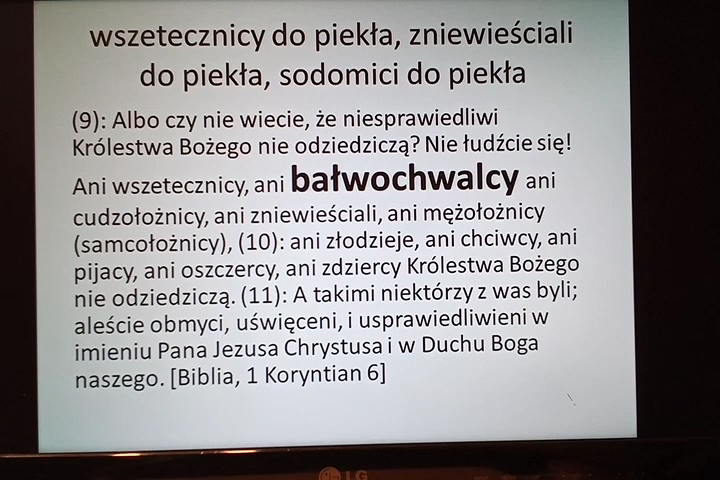 wszetecznicy do piekła, zniewieściali
do piekła, sodomici do piekła
(9): Albo czy nie wiecie, że niesprawiedliwi
Królestwa Bożego nie odziedziczą? Nie łudźcie się!
Ani wszetecznicy, ani bałwochwalcy ani
cudzołożnicy, ani zniewieściali, ani mężołożnicy
(samcołożnicy), (10): ani złodzieje, ani chciwcy, ani
pijacy, ani oszczercy, ani zdziercy Królestwa Bożego
nie odziedziczą. (11): A takimi niektórzy z was byli;
aleście obmyci, uświęceni, i usprawiedliwieni w
imieniu Pana Jezusa Chrystusa i w Duchu Boga
naszego. [Biblia, 1 Koryntian 6]
LG